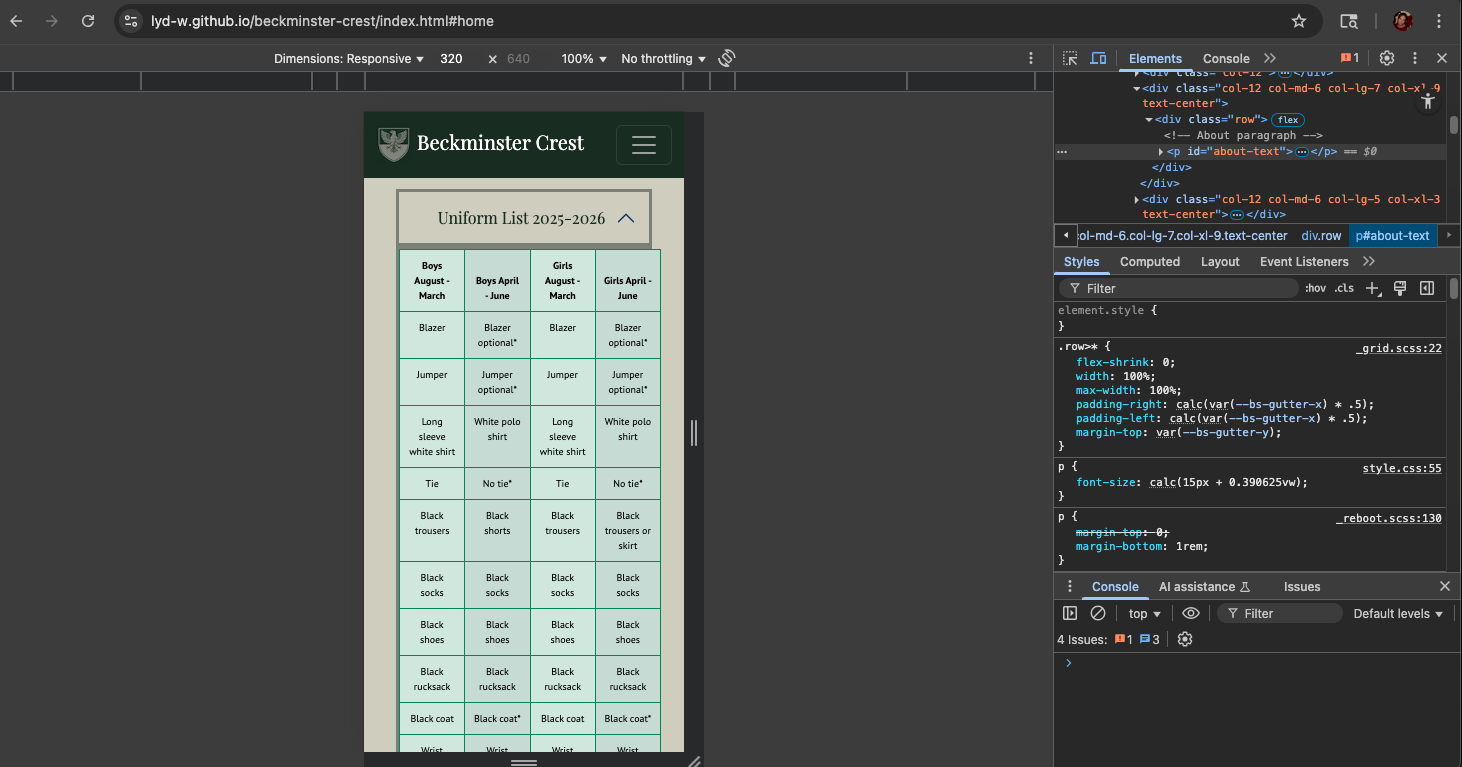 lyd-w.github.io/beckminster-crest/index.html#home
Dimensions: Responsive 320 × 640 100% No throttling
Elements Console 1
<div class="col-12 "> </div>
<div class="col-12 col-md-6 col-lg-7 col-xl-9
text-center">
<div class="row"> flex
<!-- About paragraph -->
<p id="about-text"> </p> == $0
</div>
</div>
<div class="col-12 col-md-6 col-lg-5 col-xl-3
text-center"> </div>
col-md-6.col-lg-7.col-xl-9.text-center div.row p#about-text
Styles Computed Layout Event Listeners
Filter :hov .cls
element.style {
}
.row>* { _grid.scss:22
flex-shrink: 0;
width: 100%;
max-width: 100%;
padding-right: calc(var(--bs-gutter-x) * .5);
padding-left: calc(var(--bs-gutter-x) * .5);
margin-top: var(--bs-gutter-y);
}
p { style.css:55
font-size: calc(15px + 0.390625vw);
}
p { _reboot.scss:130
margin-top: 0;
margin-bottom: 1rem;
}
Console AI assistance Issues
top Filter Default levels
4 Issues: 1 3
Beckminster Crest
Uniform List 2025-2026
Boys August - March Boys April - June Girls August - March Girls April - June
Blazer Blazer optional* Blazer Blazer optional*
Jumper Jumper optional* Jumper Jumper optional*
Long sleeve white shirt White polo shirt Long sleeve white shirt White polo shirt
Tie No tie* Tie No tie*
Black trousers Black shorts Black trousers Black trousers or skirt
Black socks Black socks Black socks Black socks
Black shoes Black shoes Black shoes Black shoes
Black rucksack Black rucksack Black rucksack Black rucksack
Black coat Black coat* Black coat Black coat*
Wrist Wrist Wrist Wrist